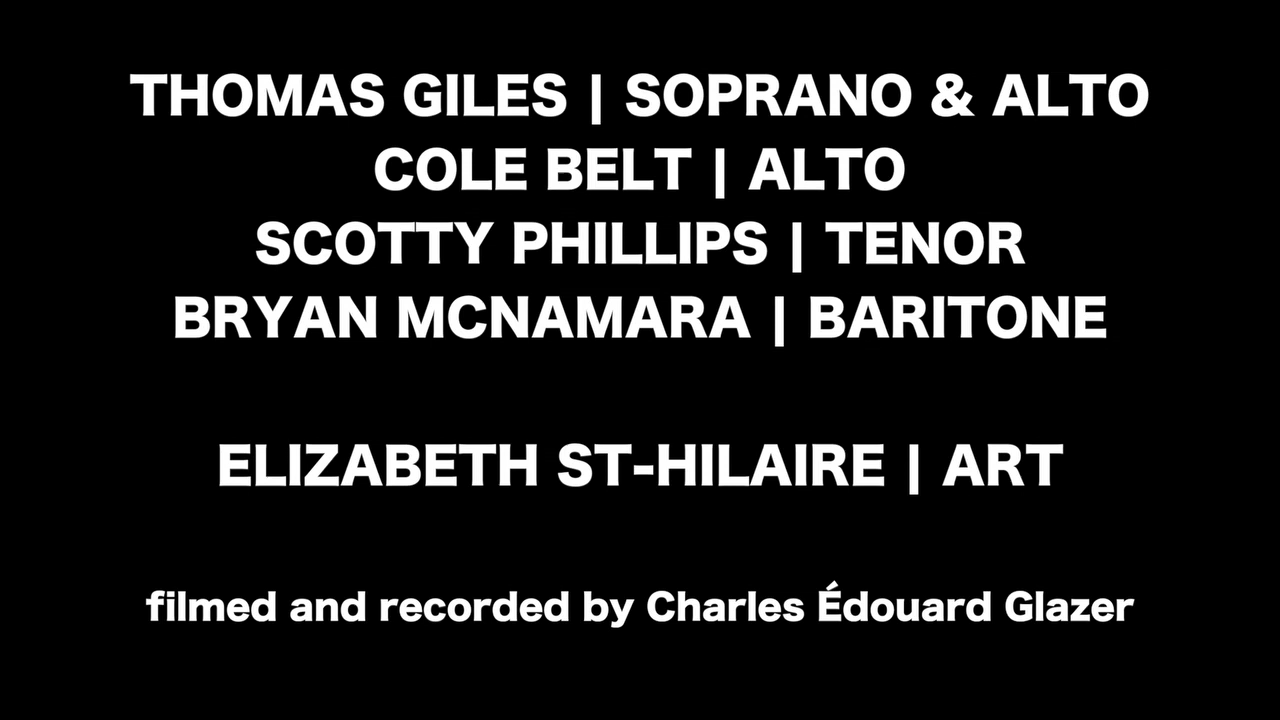 THOMAS GILES | SOPRANO & ALTO
COLE BELT | ALTO
SCOTTY PHILLIPS | TENOR
BRYAN MCNAMARA | BARITONE
ELIZABETH ST-HILAIRE | ART
filmed and recorded by Charles Édouard Glazer